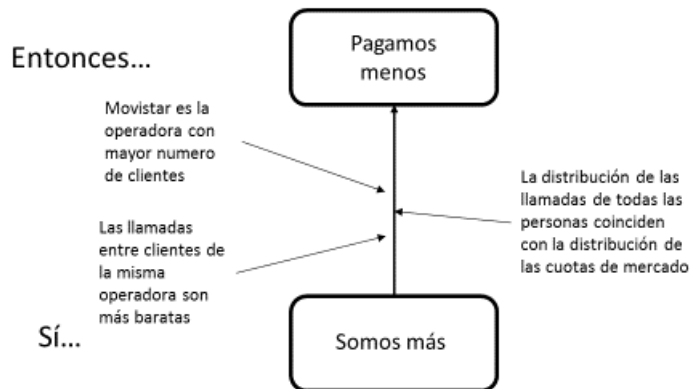 Pagamos
menos
Entonces...
Movistar es la
operadora con
mayor numero
de clientes
La distribución de las
llamadas de todas las
personas coinciden
con la distribución de
las cuotas de mercado
Las llamadas
entre clientes de
la misma
operadora son
más baratas
Sí...
Somos más